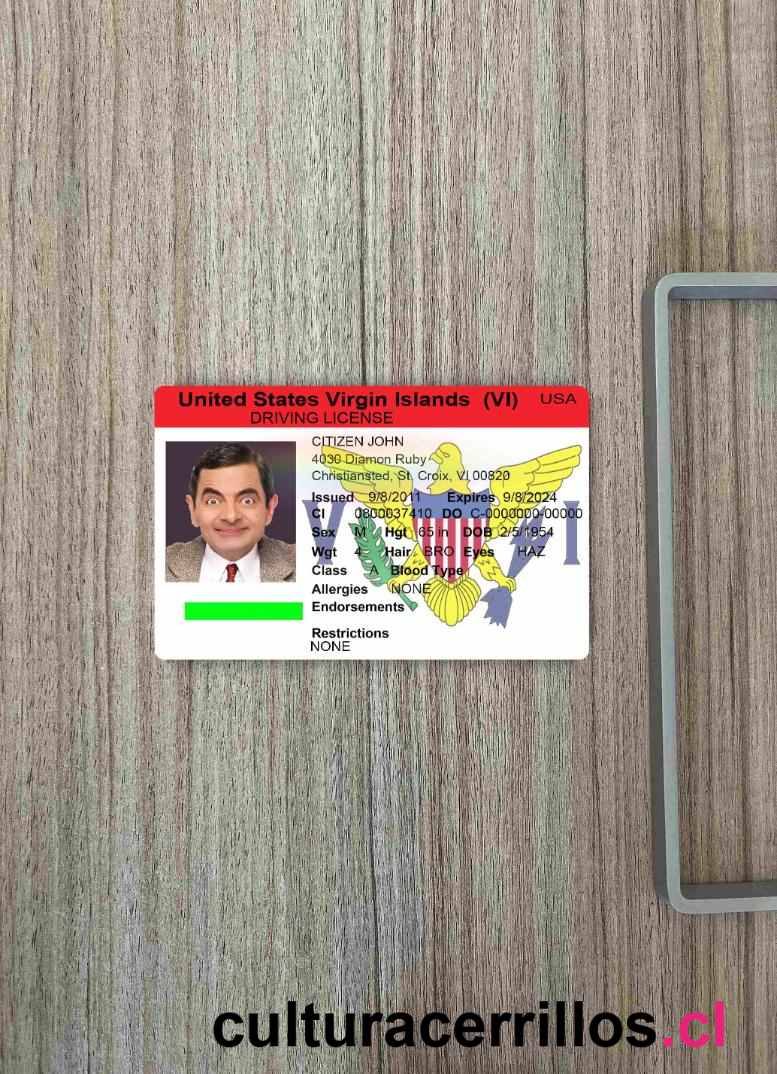 United States Virgin Islands (VI) USA
DRIVING LICENSE
CITIZEN JOHN
4030 Diamon Ruby
Christiansted, St. Croix, VI 00820
Issued 9/8/2011 Expires 9/8/2024
CI 0800037410 DO C-0000000-00000
V I
Sex M Hgt 65 in DOB 2/5/1954
Wgt 4 Hair BRO Eyes HAZ
Class A Blood Type
Allergies NONE
Endorsements
Restrictions
NONE
culturacerrillos.cl